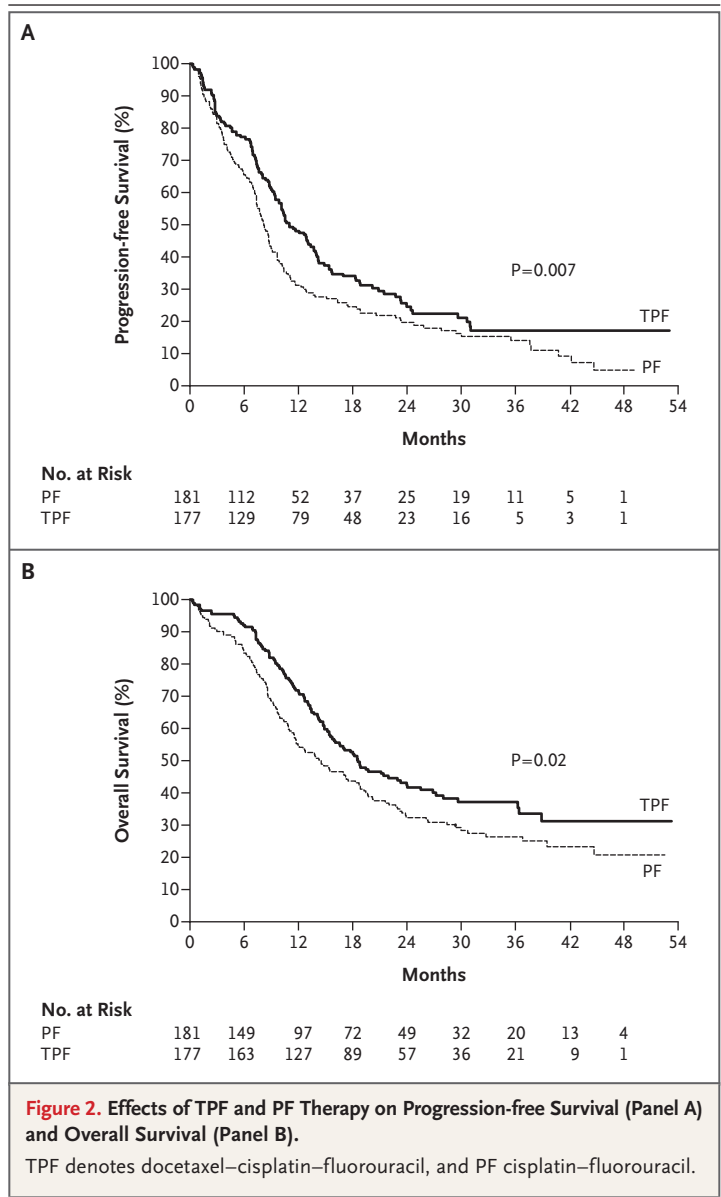 A
Progression-free Survival (%)
100
90
80
70
60
50
40
30
20
10
0
P=0.007
TPF
PF
0 6 12 18 24 30 36 42 48 54
Months
No. at Risk
PF 181 112 52 37 25 19 11 5 1
TPF 177 129 79 48 23 16 5 3 1
B
Overall Survival (%)
100
90
80
70
60
50
40
30
20
10
0
P=0.02
TPF
PF
0 6 12 18 24 30 36 42 48 54
Months
No. at Risk
PF 181 149 97 72 49 32 20 13 4
TPF 177 163 127 89 57 36 21 9 1
Figure 2. Effects of TPF and PF Therapy on Progression-free Survival (Panel A)
and Overall Survival (Panel B).
TPF denotes docetaxel–cisplatin–fluorouracil, and PF cisplatin–fluorouracil.